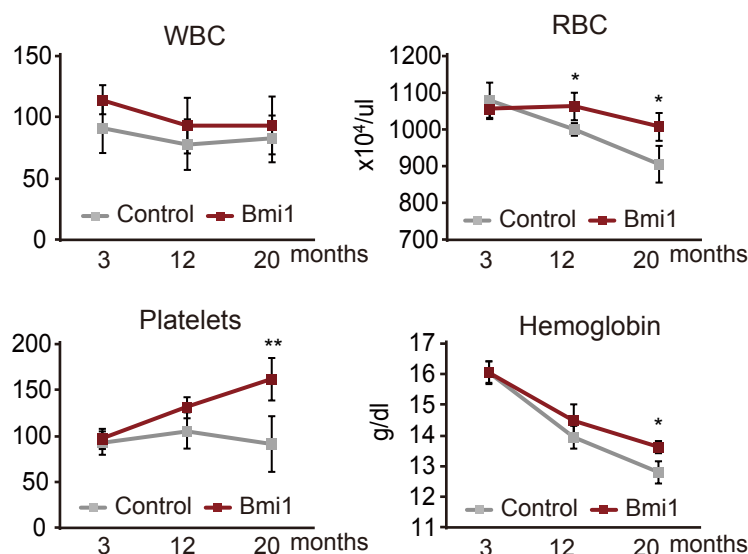 WBC
150
100
50
0
Control
Bmi1
3
12
20
months
RBC
x10⁴/ul
1200
1100
1000
900
800
700
*
*
Control
Bmi1
3
12
20
months
Platelets
200
150
100
50
0
**
Control
Bmi1
3
12
20
months
Hemoglobin
g/dl
17
16
15
14
13
12
11
*
Control
Bmi1
3
12
20
months